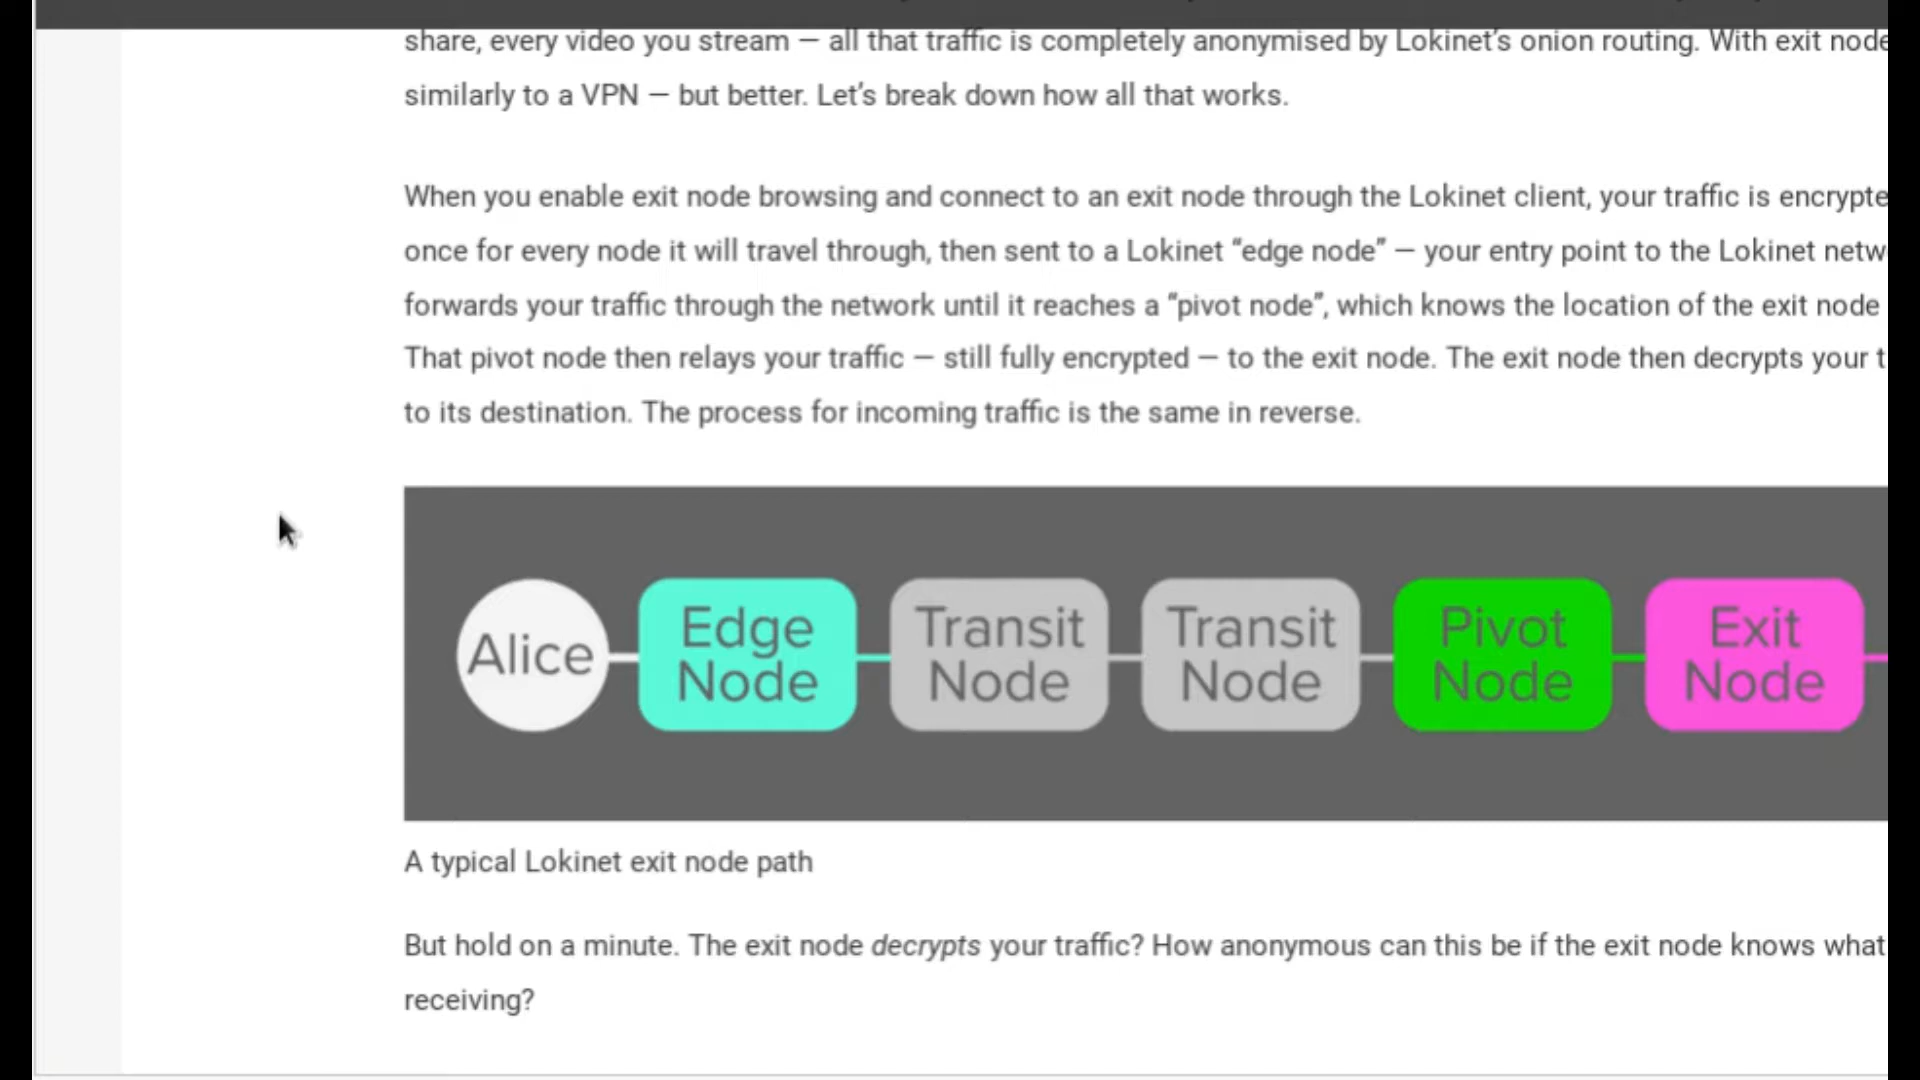 share, every video you stream — all that traffic is completely anonymised by Lokinet's onion routing. With exit node
similarly to a VPN — but better. Let's break down how all that works.
When you enable exit node browsing and connect to an exit node through the Lokinet client, your traffic is encrypte
once for every node it will travel through, then sent to a Lokinet “edge node” — your entry point to the Lokinet netw
forwards your traffic through the network until it reaches a “pivot node”, which knows the location of the exit node
That pivot node then relays your traffic — still fully encrypted — to the exit node. The exit node then decrypts your t
to its destination. The process for incoming traffic is the same in reverse.
Alice
Edge
Node
Transit
Node
Transit
Node
Pivot
Node
Exit
Node
A typical Lokinet exit node path
But hold on a minute. The exit node decrypts your traffic? How anonymous can this be if the exit node knows what
receiving?